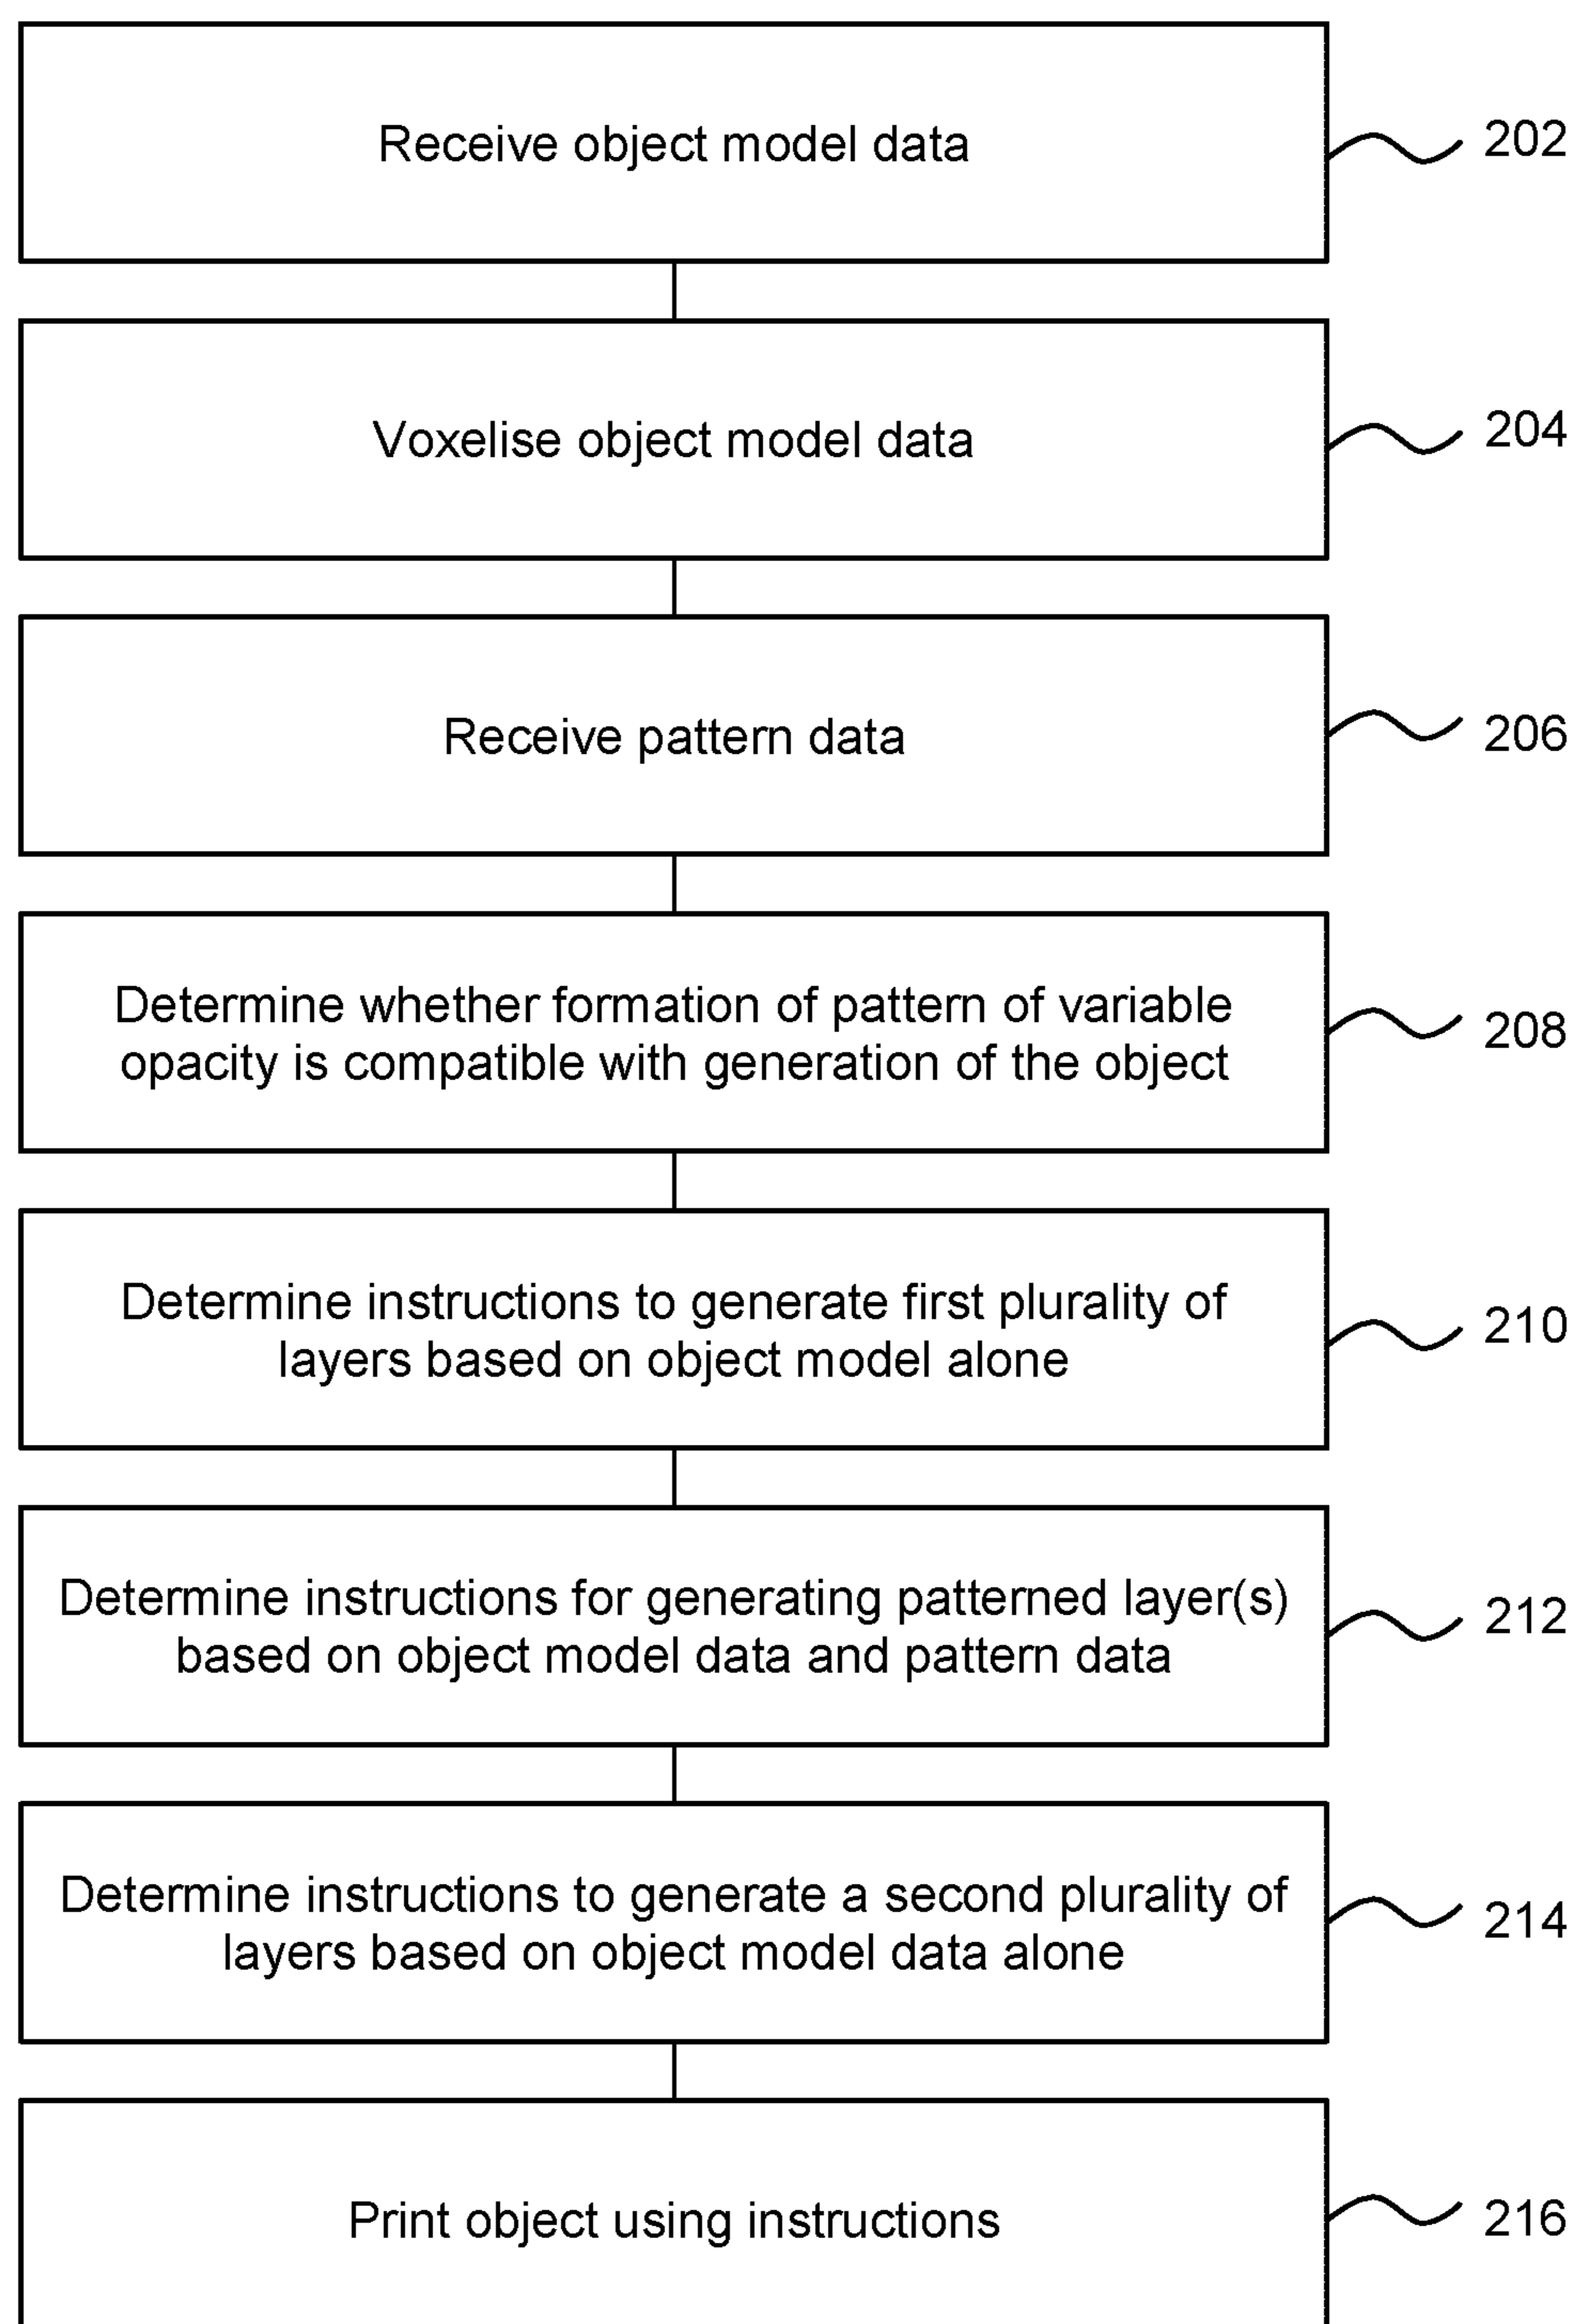 Receive object model data
202
Voxelise object model data
204
Receive pattern data
206
Determine whether formation of pattern of variable
opacity is compatible with generation of the object
208
Determine instructions to generate first plurality of
layers based on object model alone
210
Determine instructions for generating patterned layer(s)
based on object model data and pattern data
212
Determine instructions to generate a second plurality of
layers based on object model data alone
214
Print object using instructions
216